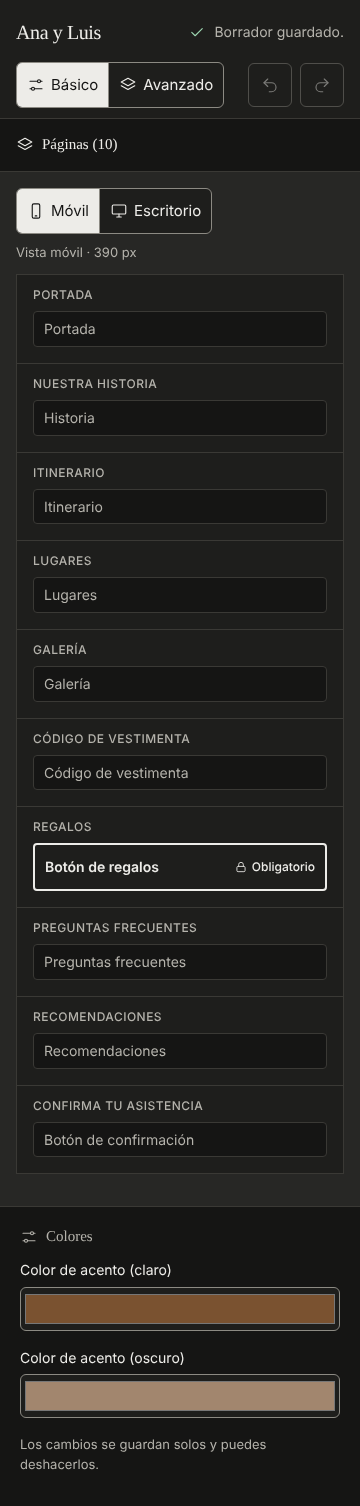 Ana y Luis
Borrador guardado.
Básico
Avanzado
Páginas (10)
Móvil
Escritorio
Vista móvil · 390 px
PORTADA
Portada
NUESTRA HISTORIA
Historia
ITINERARIO
Itinerario
LUGARES
Lugares
GALERÍA
Galería
CÓDIGO DE VESTIMENTA
Código de vestimenta
REGALOS
Botón de regalos
Obligatorio
PREGUNTAS FRECUENTES
Preguntas frecuentes
RECOMENDACIONES
Recomendaciones
CONFIRMA TU ASISTENCIA
Botón de confirmación
Colores
Color de acento (claro)
Color de acento (oscuro)
Los cambios se guardan solos y puedes
deshacerlos.